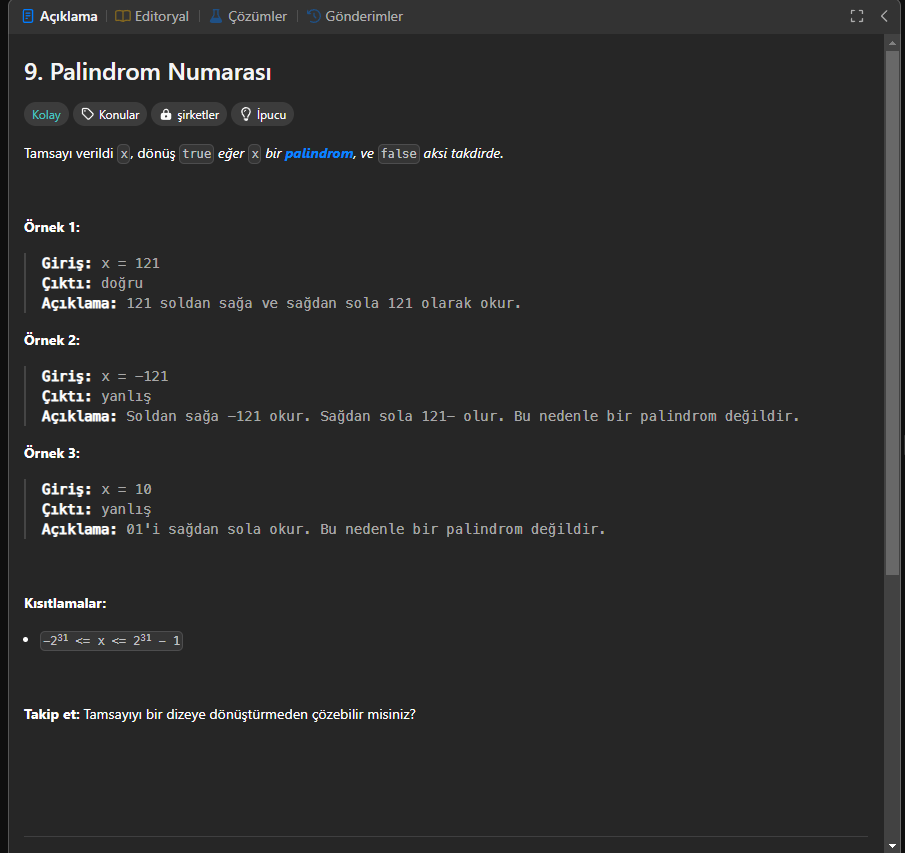 Açıklama Editoryal Çözümler Gönderimler
9. Palindrom Numarası
Kolay Konular şirketler İpucu
Tamsayı verildi x, dönüş true eğer x bir palindrom, ve false aksi takdirde.
Örnek 1:
Giriş: x = 121
Çıktı: doğru
Açıklama: 121 soldan sağa ve sağdan sola 121 olarak okur.
Örnek 2:
Giriş: x = −121
Çıktı: yanlış
Açıklama: Soldan sağa −121 okur. Sağdan sola 121− olur. Bu nedenle bir palindrom değildir.
Örnek 3:
Giriş: x = 10
Çıktı: yanlış
Açıklama: 01'i sağdan sola okur. Bu nedenle bir palindrom değildir.
Kısıtlamalar:
• −2³¹ <= x <= 2³¹ − 1
Takip et: Tamsayıyı bir dizeye dönüştürmeden çözebilir misiniz?